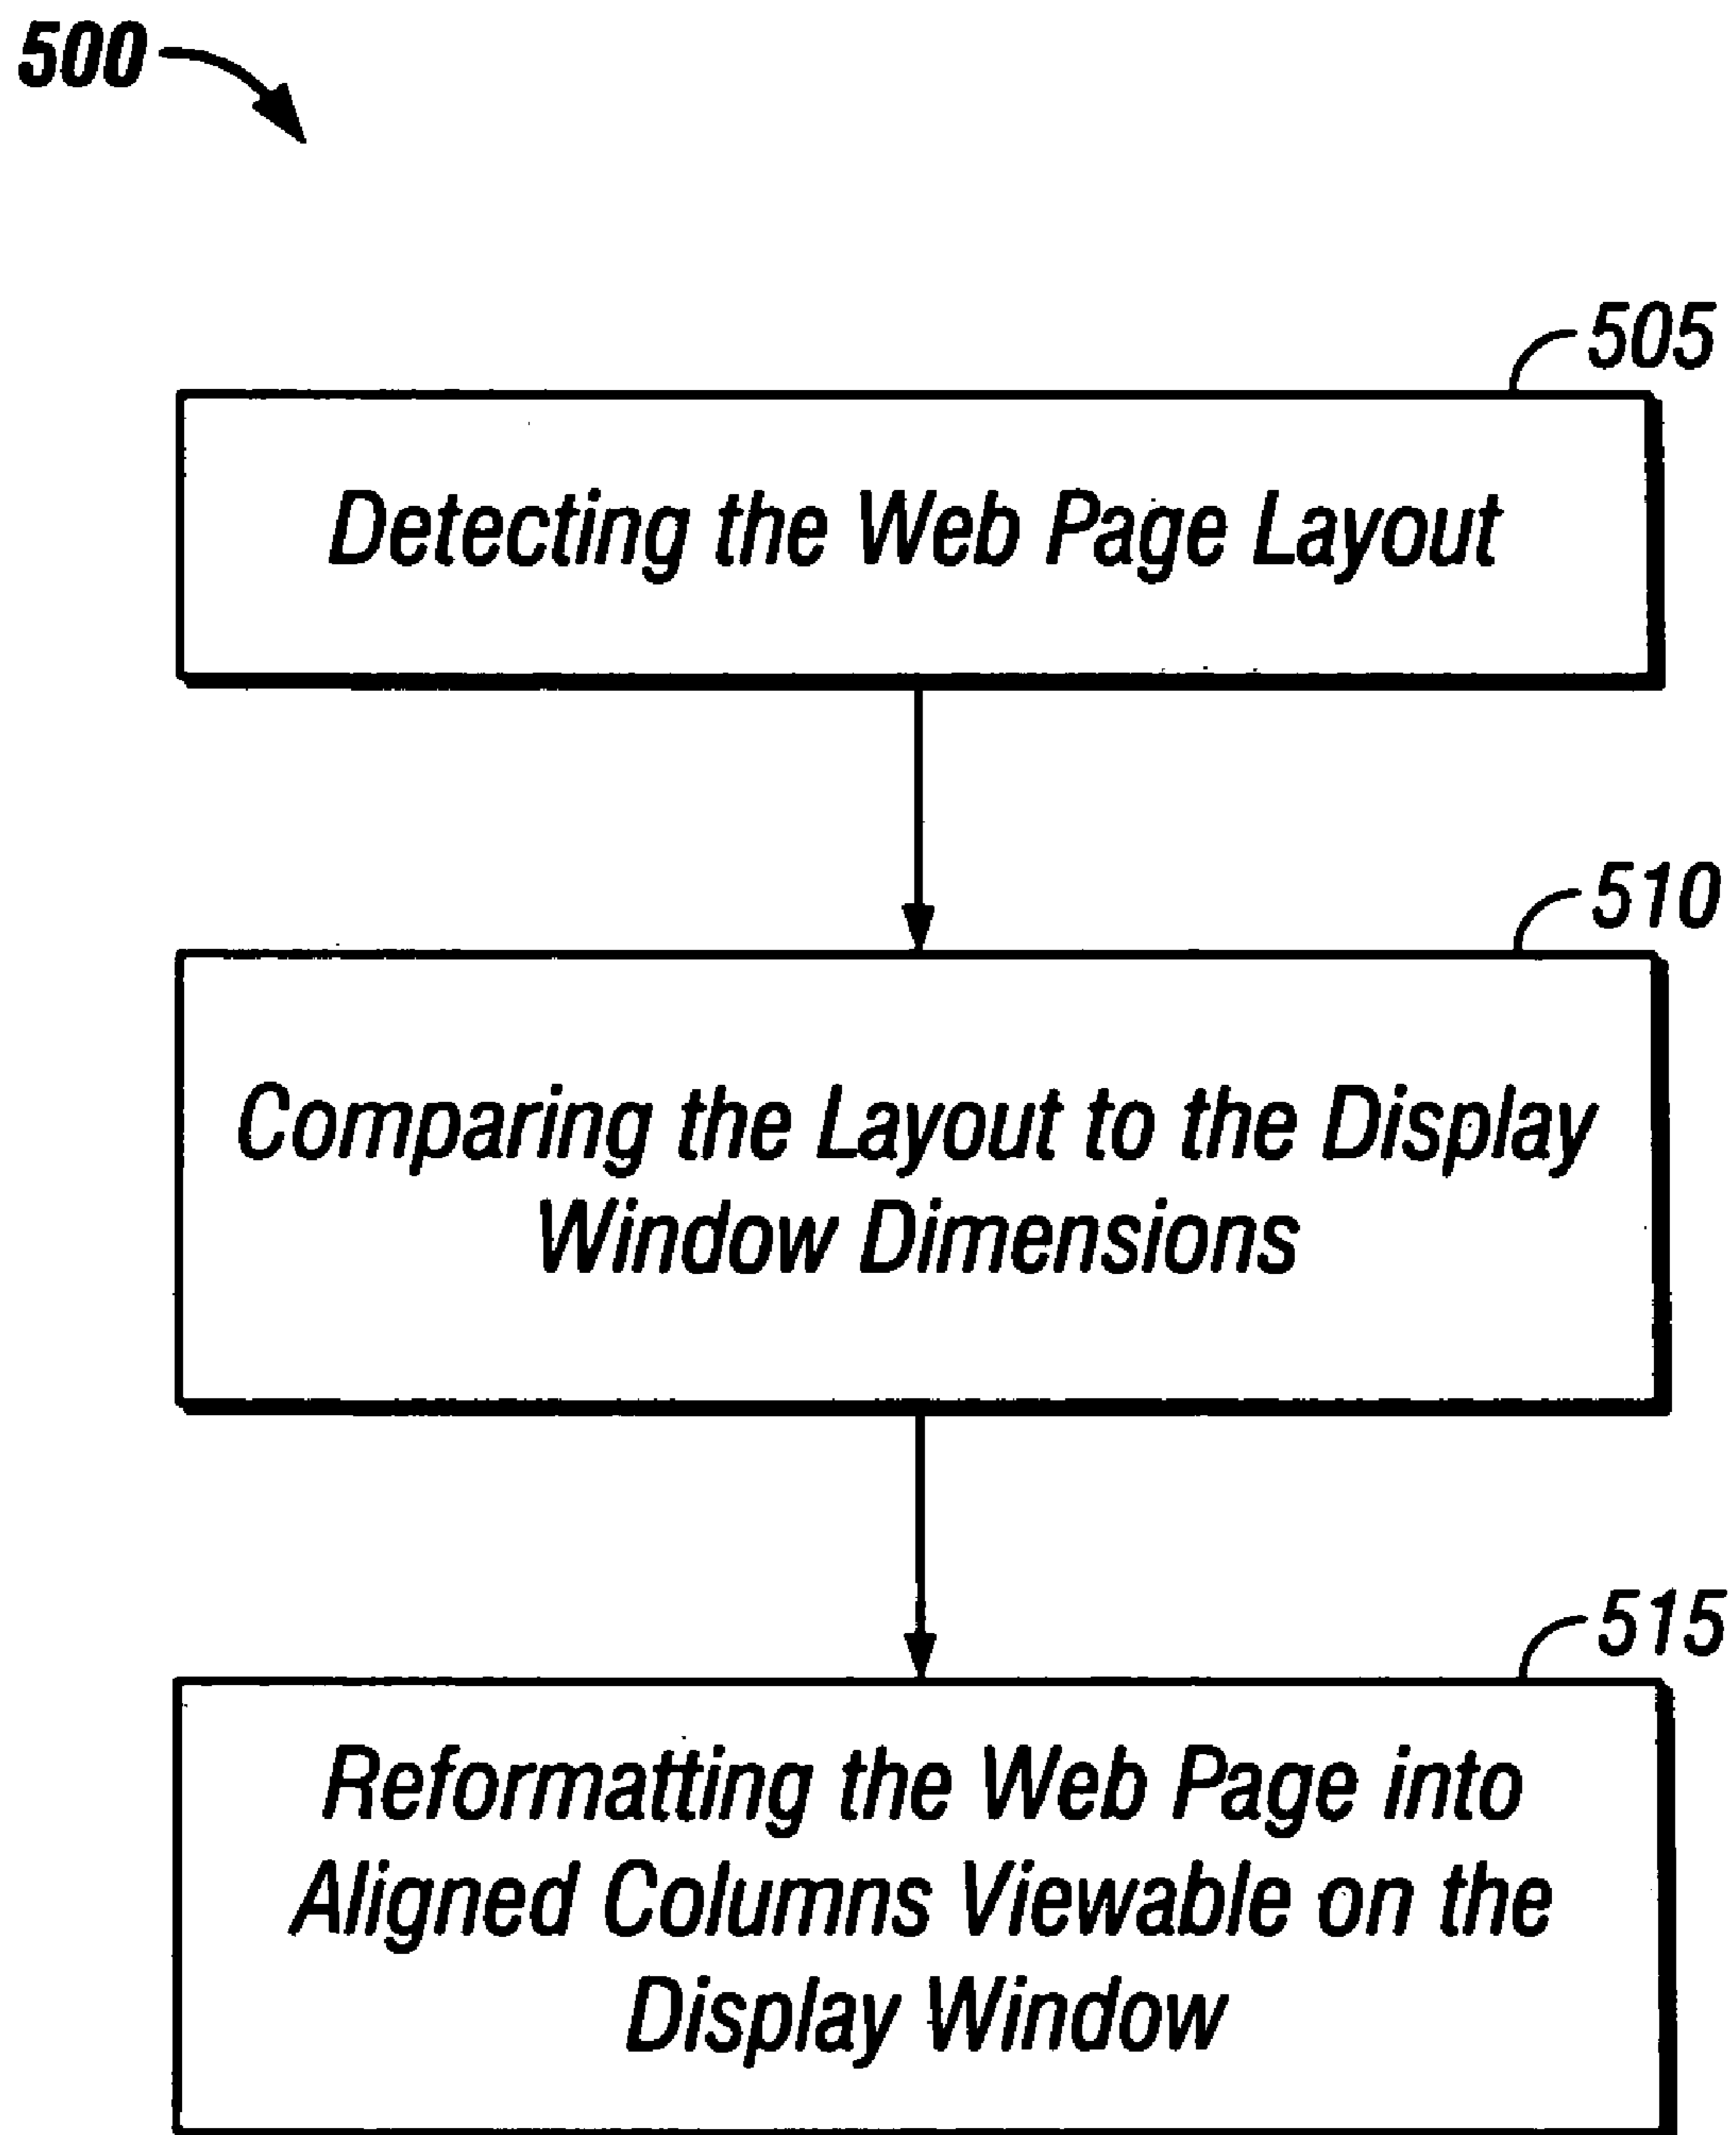 500
505
Detecting the Web Page Layout
510
Comparing the Layout to the Display
Window Dimensions
515
Reformatting the Web Page into
Aligned Columns Viewable on the
Display Window